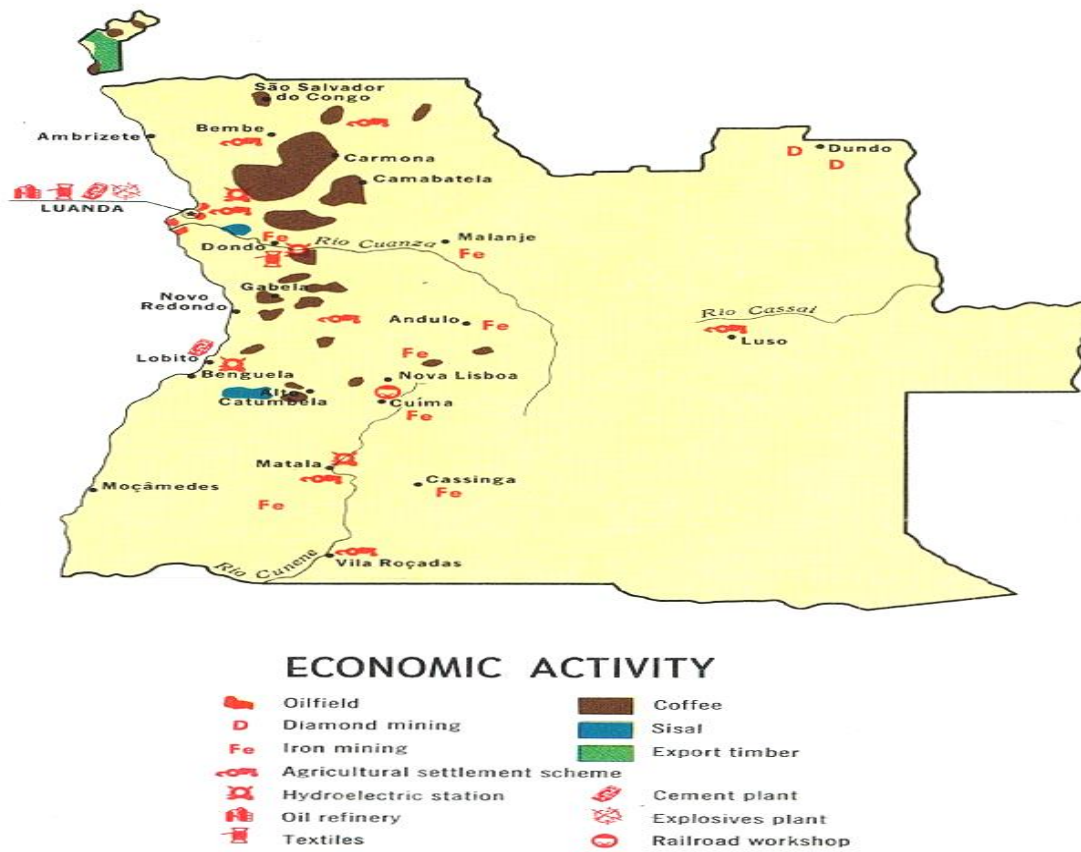 São Salvador
do Congo
Ambrizete
Bembe
Carmona
Dundo
D
D
Camabatela
LUANDA
Fe
Dondo
Rio Cuanza
Malanje
Fe
Novo
Redondo
Gabela
Rio Cassai
Andulo
Fe
Luso
Fe
Lobito
Benguela
Nova Lisboa
Alto
Catumbela
Cuíma
Fe
Matala
Cassinga
Fe
Moçâmedes
Fe
Rio Cunene
Vila Roçadas
ECONOMIC ACTIVITY
Oilfield
D Diamond mining
Fe Iron mining
Agricultural settlement scheme
Hydroelectric station
Oil refinery
Textiles
Coffee
Sisal
Export timber
Cement plant
Explosives plant
Railroad workshop